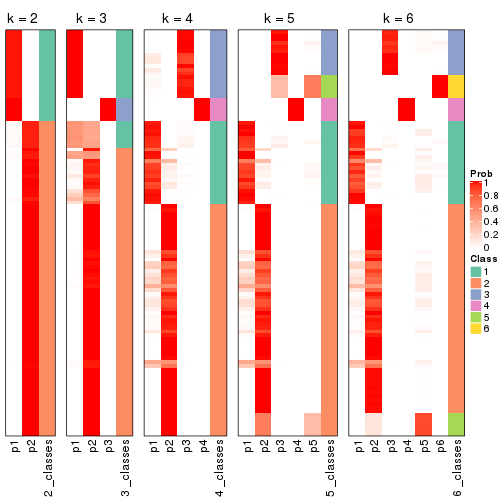 k = 2
k = 3
k = 4
k = 5
k = 6
Prob
1
0.8
0.6
0.4
0.2
0
Class
1
2
3
4
5
6
p1
p2
2_classes
p1
p2
p3
3_classes
p1
p2
p3
p4
4_classes
p1
p2
p3
p4
p5
5_classes
p1
p2
p3
p4
p5
p6
6_classes